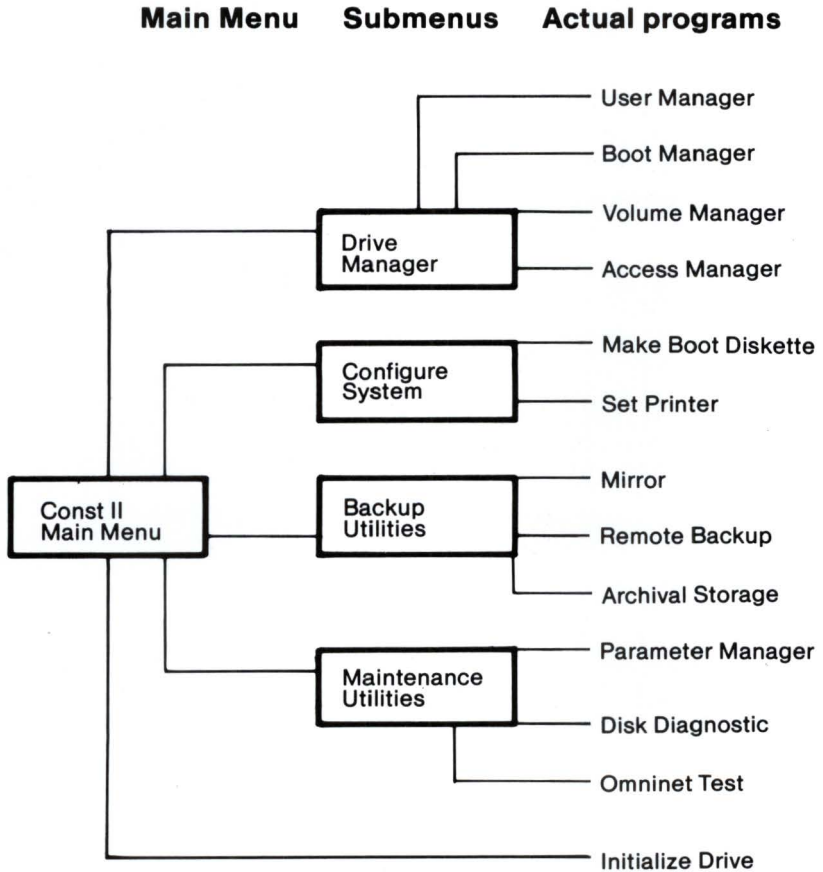 Main Menu Submenus Actual programs
User Manager
Boot Manager
Volume Manager
Drive
Manager
Access Manager
Make Boot Diskette
Configure
System
Set Printer
Mirror
Const II
Main Menu
Backup
Utilities
Remote Backup
Archival Storage
Parameter Manager
Maintenance
Utilities
Disk Diagnostic
Omninet Test
Initialize Drive